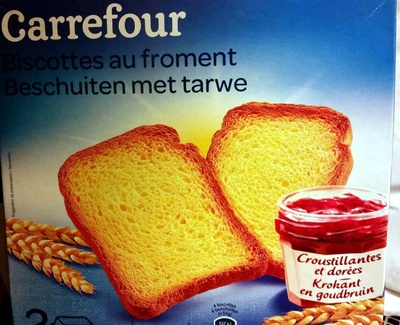 Carrefour
Biscottes au froment
Beschuiten met tarwe
Croustillantes
et dorées
Krokant
en goudbruin